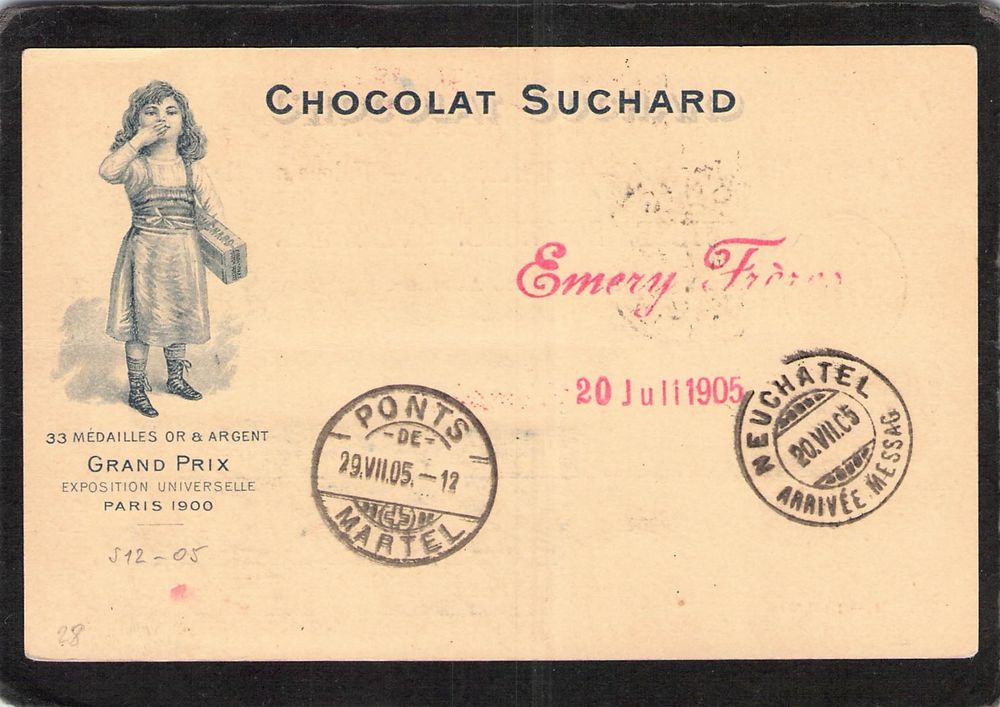 CHOCOLAT SUCHARD
SUCHARD
Emery Frères
20 Juli 1905
33 MÉDAILLES OR & ARGENT
GRAND PRIX
EXPOSITION UNIVERSELLE
PARIS 1900
PONTS
-DE-
29.VII.05.-12
MARTEL
NEUCHATEL
20.VII.05
ARRIVÉE MESSAG
S12-05
28